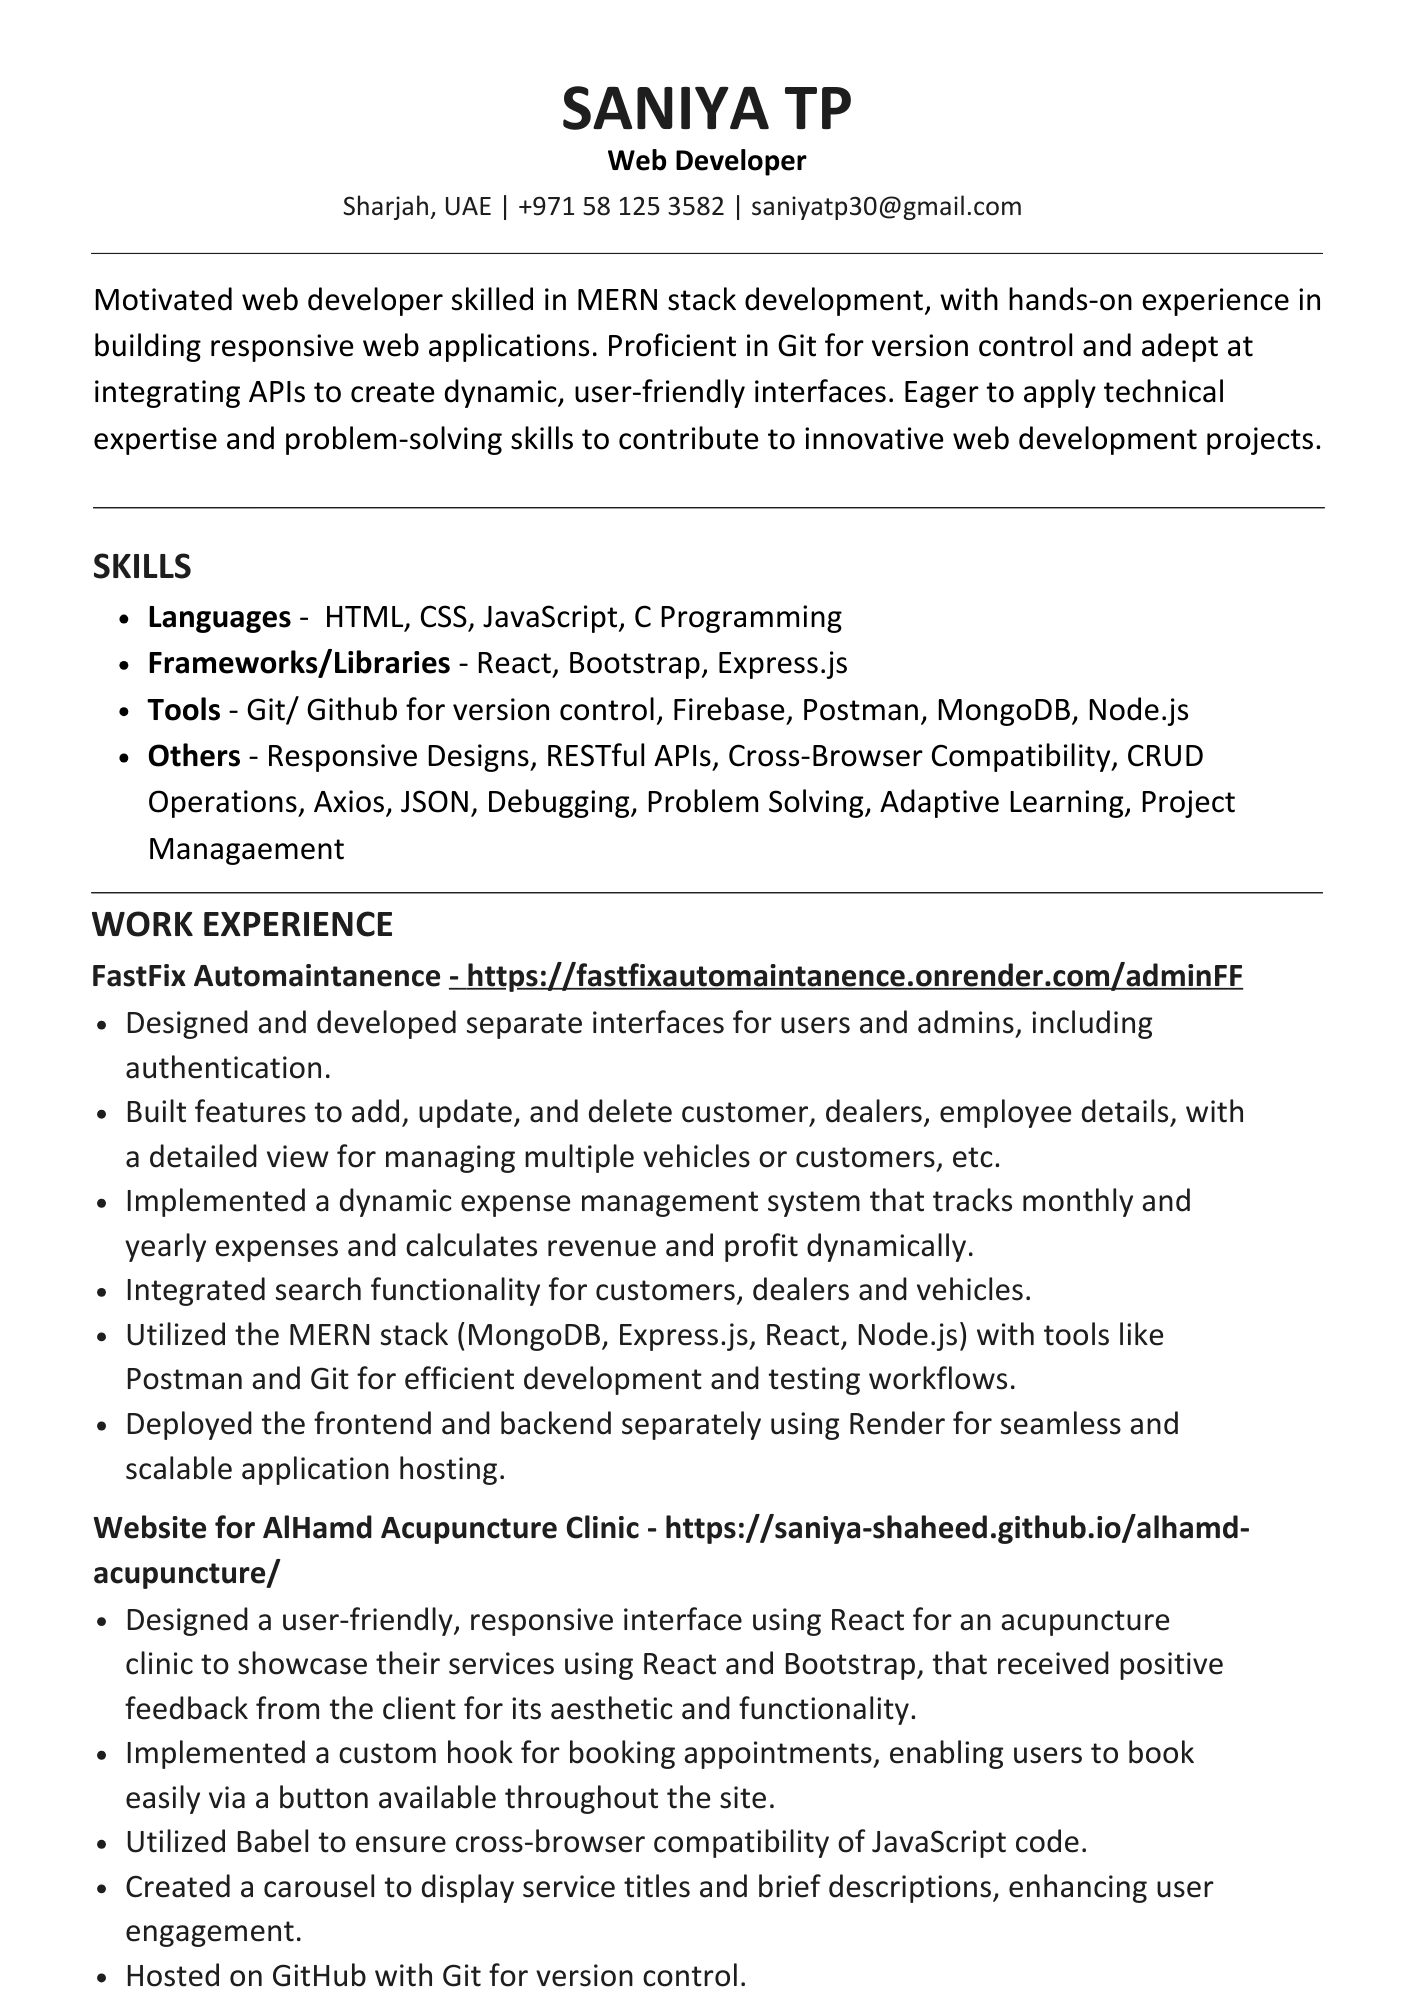 SANIYA TP
Web Developer
Sharjah, UAE | +971 58 125 3582 | saniyatp30@gmail.com
Motivated web developer skilled in MERN stack development, with hands-on experience in
building responsive web applications. Proficient in Git for version control and adept at
integrating APIs to create dynamic, user-friendly interfaces. Eager to apply technical
expertise and problem-solving skills to contribute to innovative web development projects.
SKILLS
• Languages - HTML, CSS, JavaScript, C Programming
• Frameworks/Libraries - React, Bootstrap, Express.js
• Tools - Git/ Github for version control, Firebase, Postman, MongoDB, Node.js
• Others - Responsive Designs, RESTful APIs, Cross-Browser Compatibility, CRUD
Operations, Axios, JSON, Debugging, Problem Solving, Adaptive Learning, Project
Managaement
WORK EXPERIENCE
FastFix Automaintanence - https://fastfixautomaintanence.onrender.com/adminFF
• Designed and developed separate interfaces for users and admins, including
authentication.
• Built features to add, update, and delete customer, dealers, employee details, with
a detailed view for managing multiple vehicles or customers, etc.
• Implemented a dynamic expense management system that tracks monthly and
yearly expenses and calculates revenue and profit dynamically.
• Integrated search functionality for customers, dealers and vehicles.
• Utilized the MERN stack (MongoDB, Express.js, React, Node.js) with tools like
Postman and Git for efficient development and testing workflows.
• Deployed the frontend and backend separately using Render for seamless and
scalable application hosting.
Website for AlHamd Acupuncture Clinic - https://saniya-shaheed.github.io/alhamd-
acupuncture/
• Designed a user-friendly, responsive interface using React for an acupuncture
clinic to showcase their services using React and Bootstrap, that received positive
feedback from the client for its aesthetic and functionality.
• Implemented a custom hook for booking appointments, enabling users to book
easily via a button available throughout the site.
• Utilized Babel to ensure cross-browser compatibility of JavaScript code.
• Created a carousel to display service titles and brief descriptions, enhancing user
engagement.
• Hosted on GitHub with Git for version control.